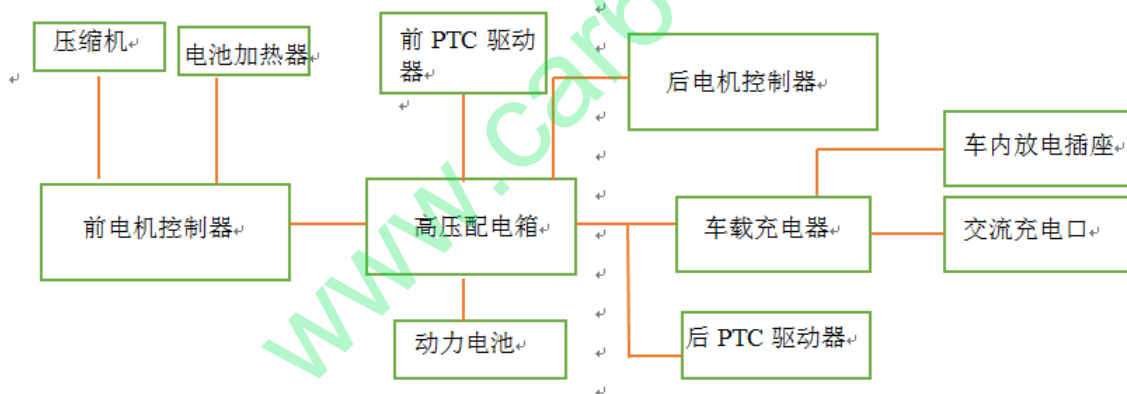 压缩机
电池加热器
前 PTC 驱动
器
后电机控制器
车内放电插座
前电机控制器
高压配电箱
车载充电器
交流充电口
动力电池
后 PTC 驱动器
www.carb